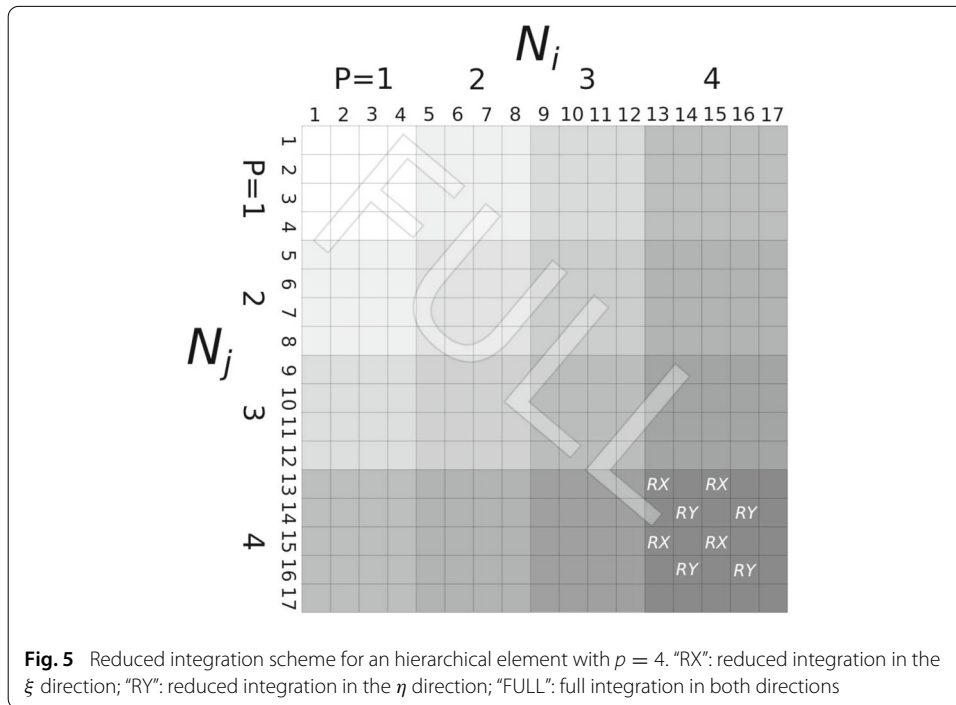 N_i
P=1 2 3 4
1 2 3 4 5 6 7 8 9 10 11 12 13 14 15 16 17
N_j
P=1
2
3
4
1
2
3
4
5
6
7
8
9
10
11
12
13
14
15
16
17
FULL
RX RX
RY RY
RX RX
RY RY
Fig. 5 Reduced integration scheme for an hierarchical element with p = 4. “RX”: reduced integration in the
ξ direction; “RY”: reduced integration in the η direction; “FULL”: full integration in both directions